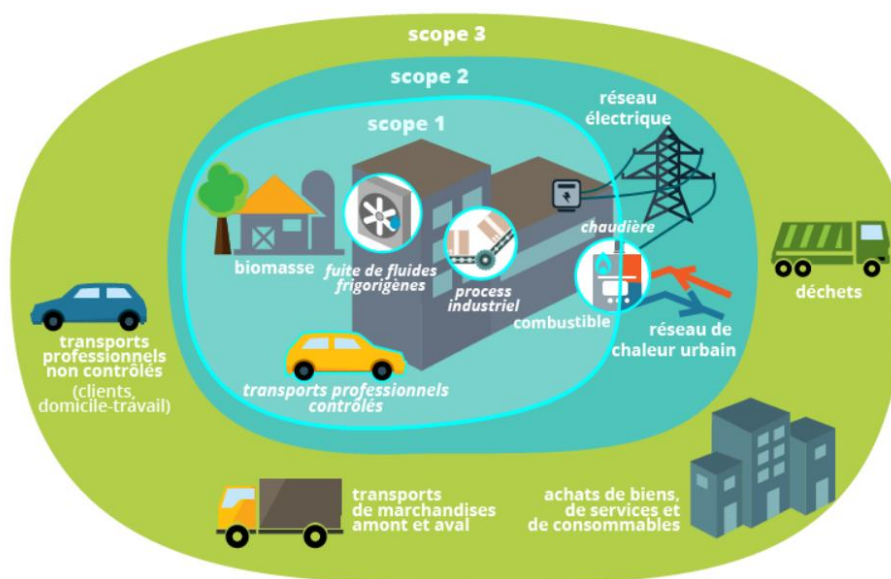 scope 3
scope 2
scope 1
réseau
électrique
biomasse
fuite de fluides
frigorigènes
process
industriel
chaudière
combustible
réseau de
chaleur urbain
déchets
transports
professionnels
non contrôlés
(clients,
domicile-travail)
transports professionnels
contrôlés
transports
de marchandises
amont et aval
achats de biens,
de services et
de consommables